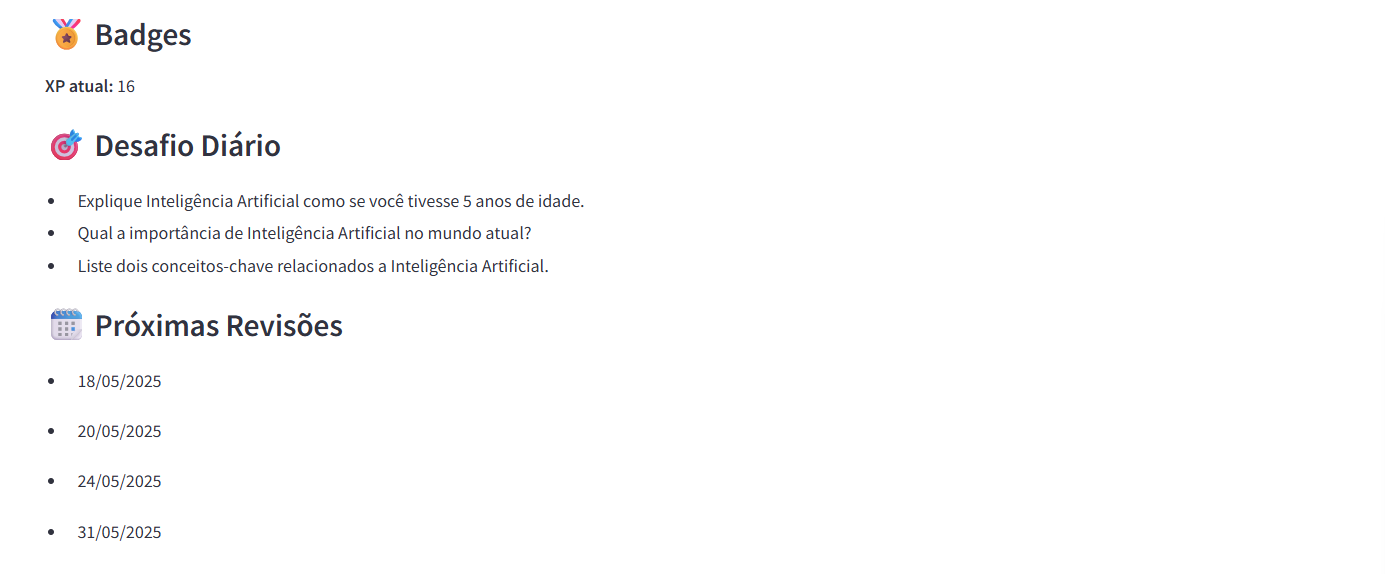 Badges
XP atual: 16
Desafio Diário
Explique Inteligência Artificial como se você tivesse 5 anos de idade.
Qual a importância de Inteligência Artificial no mundo atual?
Liste dois conceitos-chave relacionados a Inteligência Artificial.
Próximas Revisões
18/05/2025
20/05/2025
24/05/2025
31/05/2025